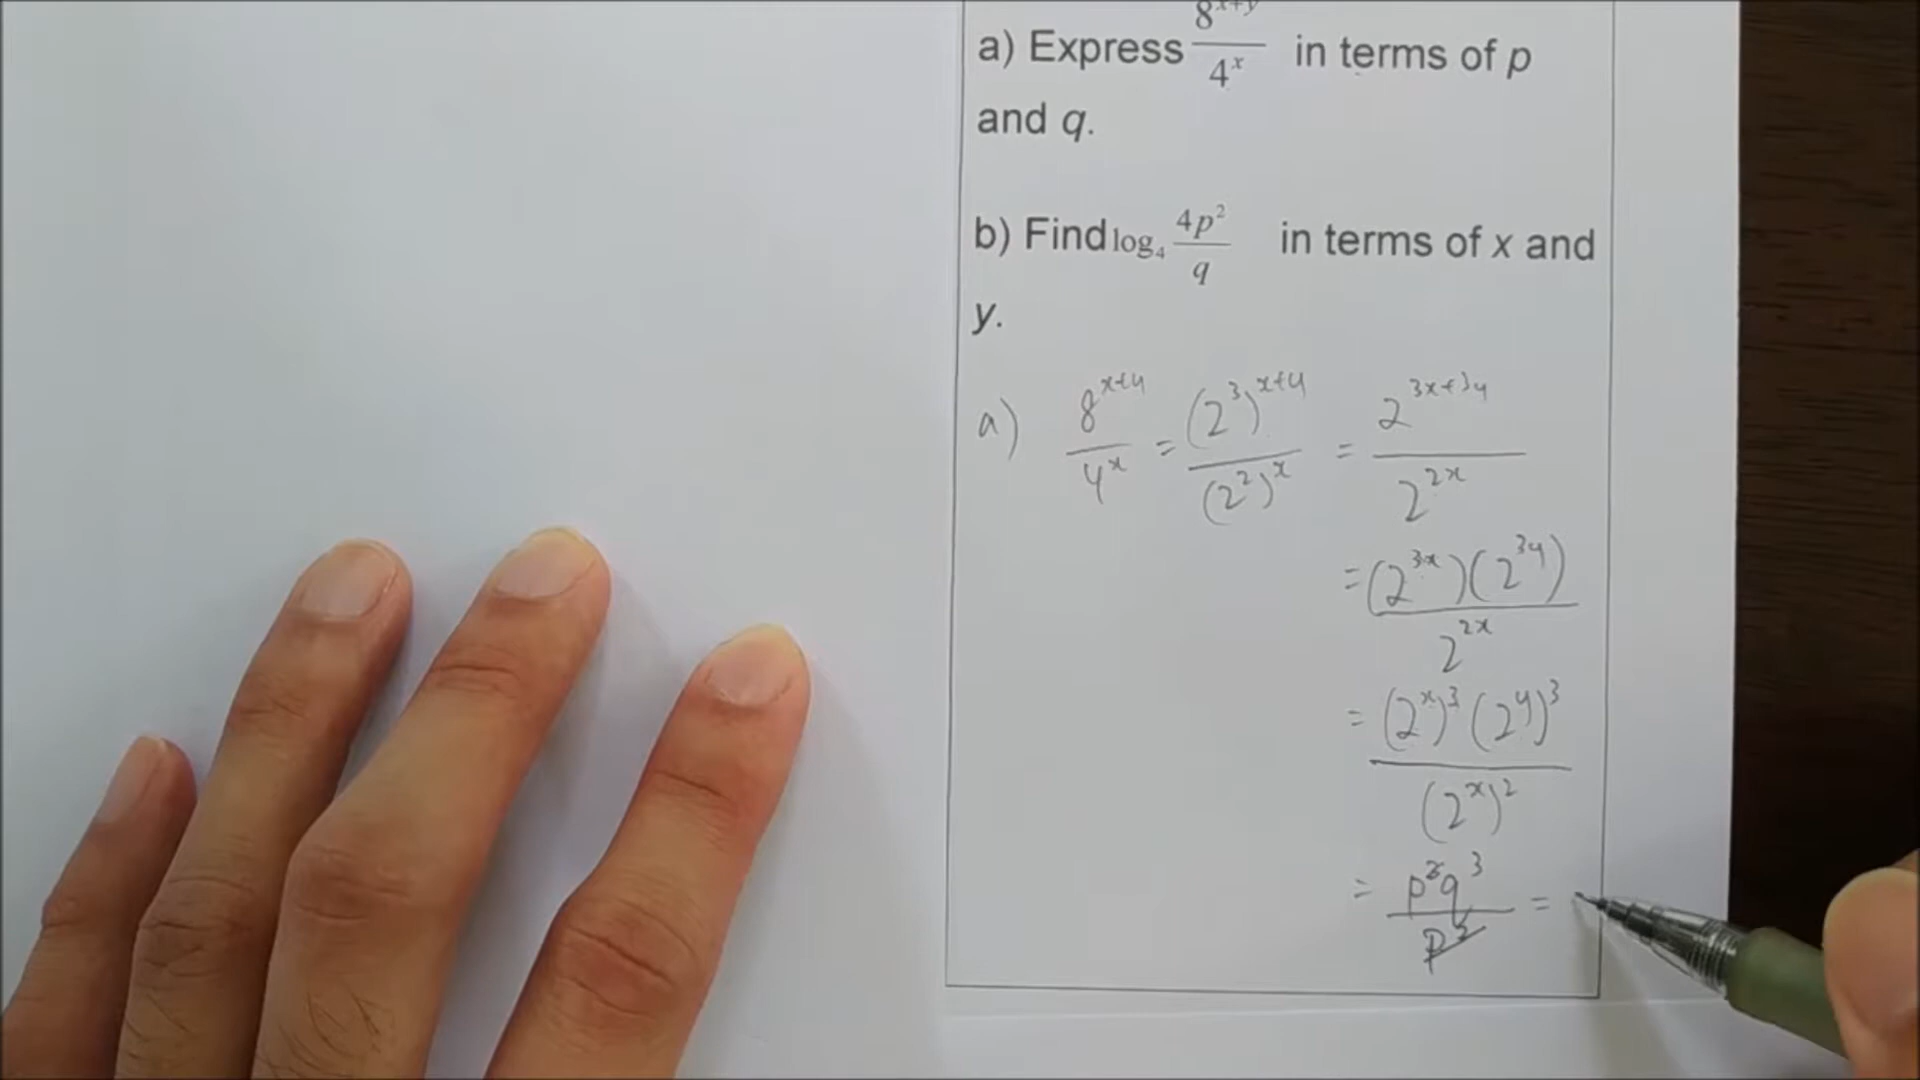 a) Express 8^(x+y) / 4^x in terms of p
and q.
b) Find log₄ 4p² / q in terms of x and
y.
a) 8^(x+y) / 4^x = (2³)^(x+y) / (2²)^x = 2^(3x+3y) / 2^(2x)
= (2^(3x))(2^(3y)) / 2^(2x)
= (2^x)³ (2^y)³ / (2^x)²
= p³q³ / p² =